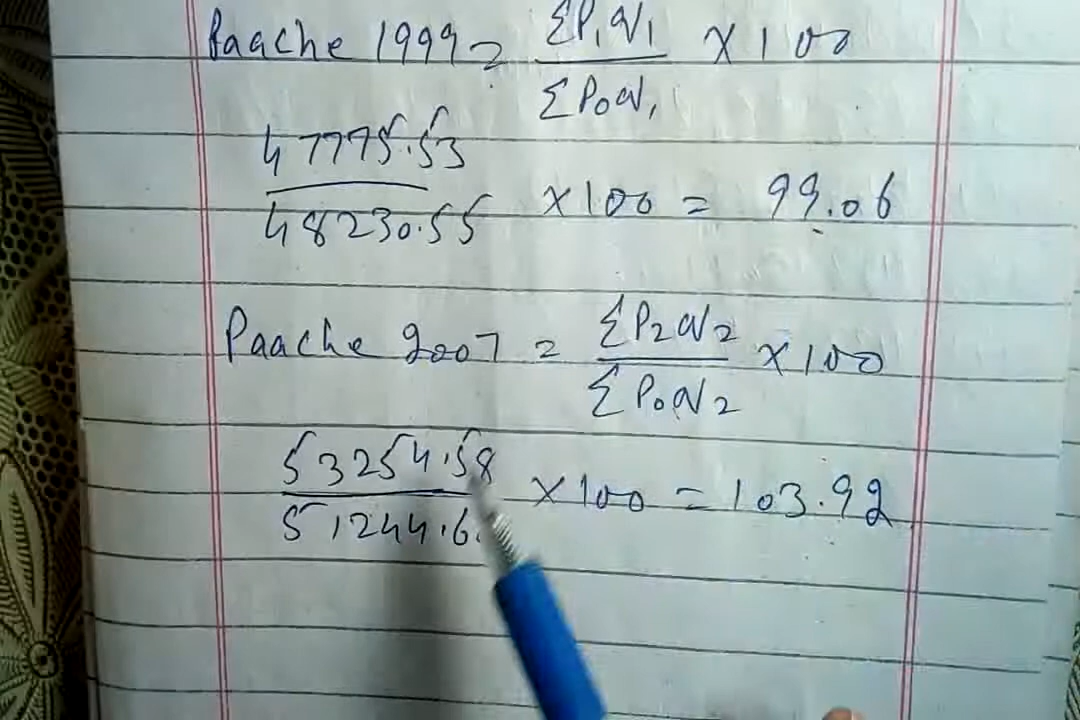 Paache 1999 = ΣP₁q₁ / ΣP₀q₁ × 100
47775.53 / 48230.55 × 100 = 99.06
Paache 2007 = ΣP₂q₂ / ΣP₀q₂ × 100
53254.58 / 51244.6 × 100 = 103.92